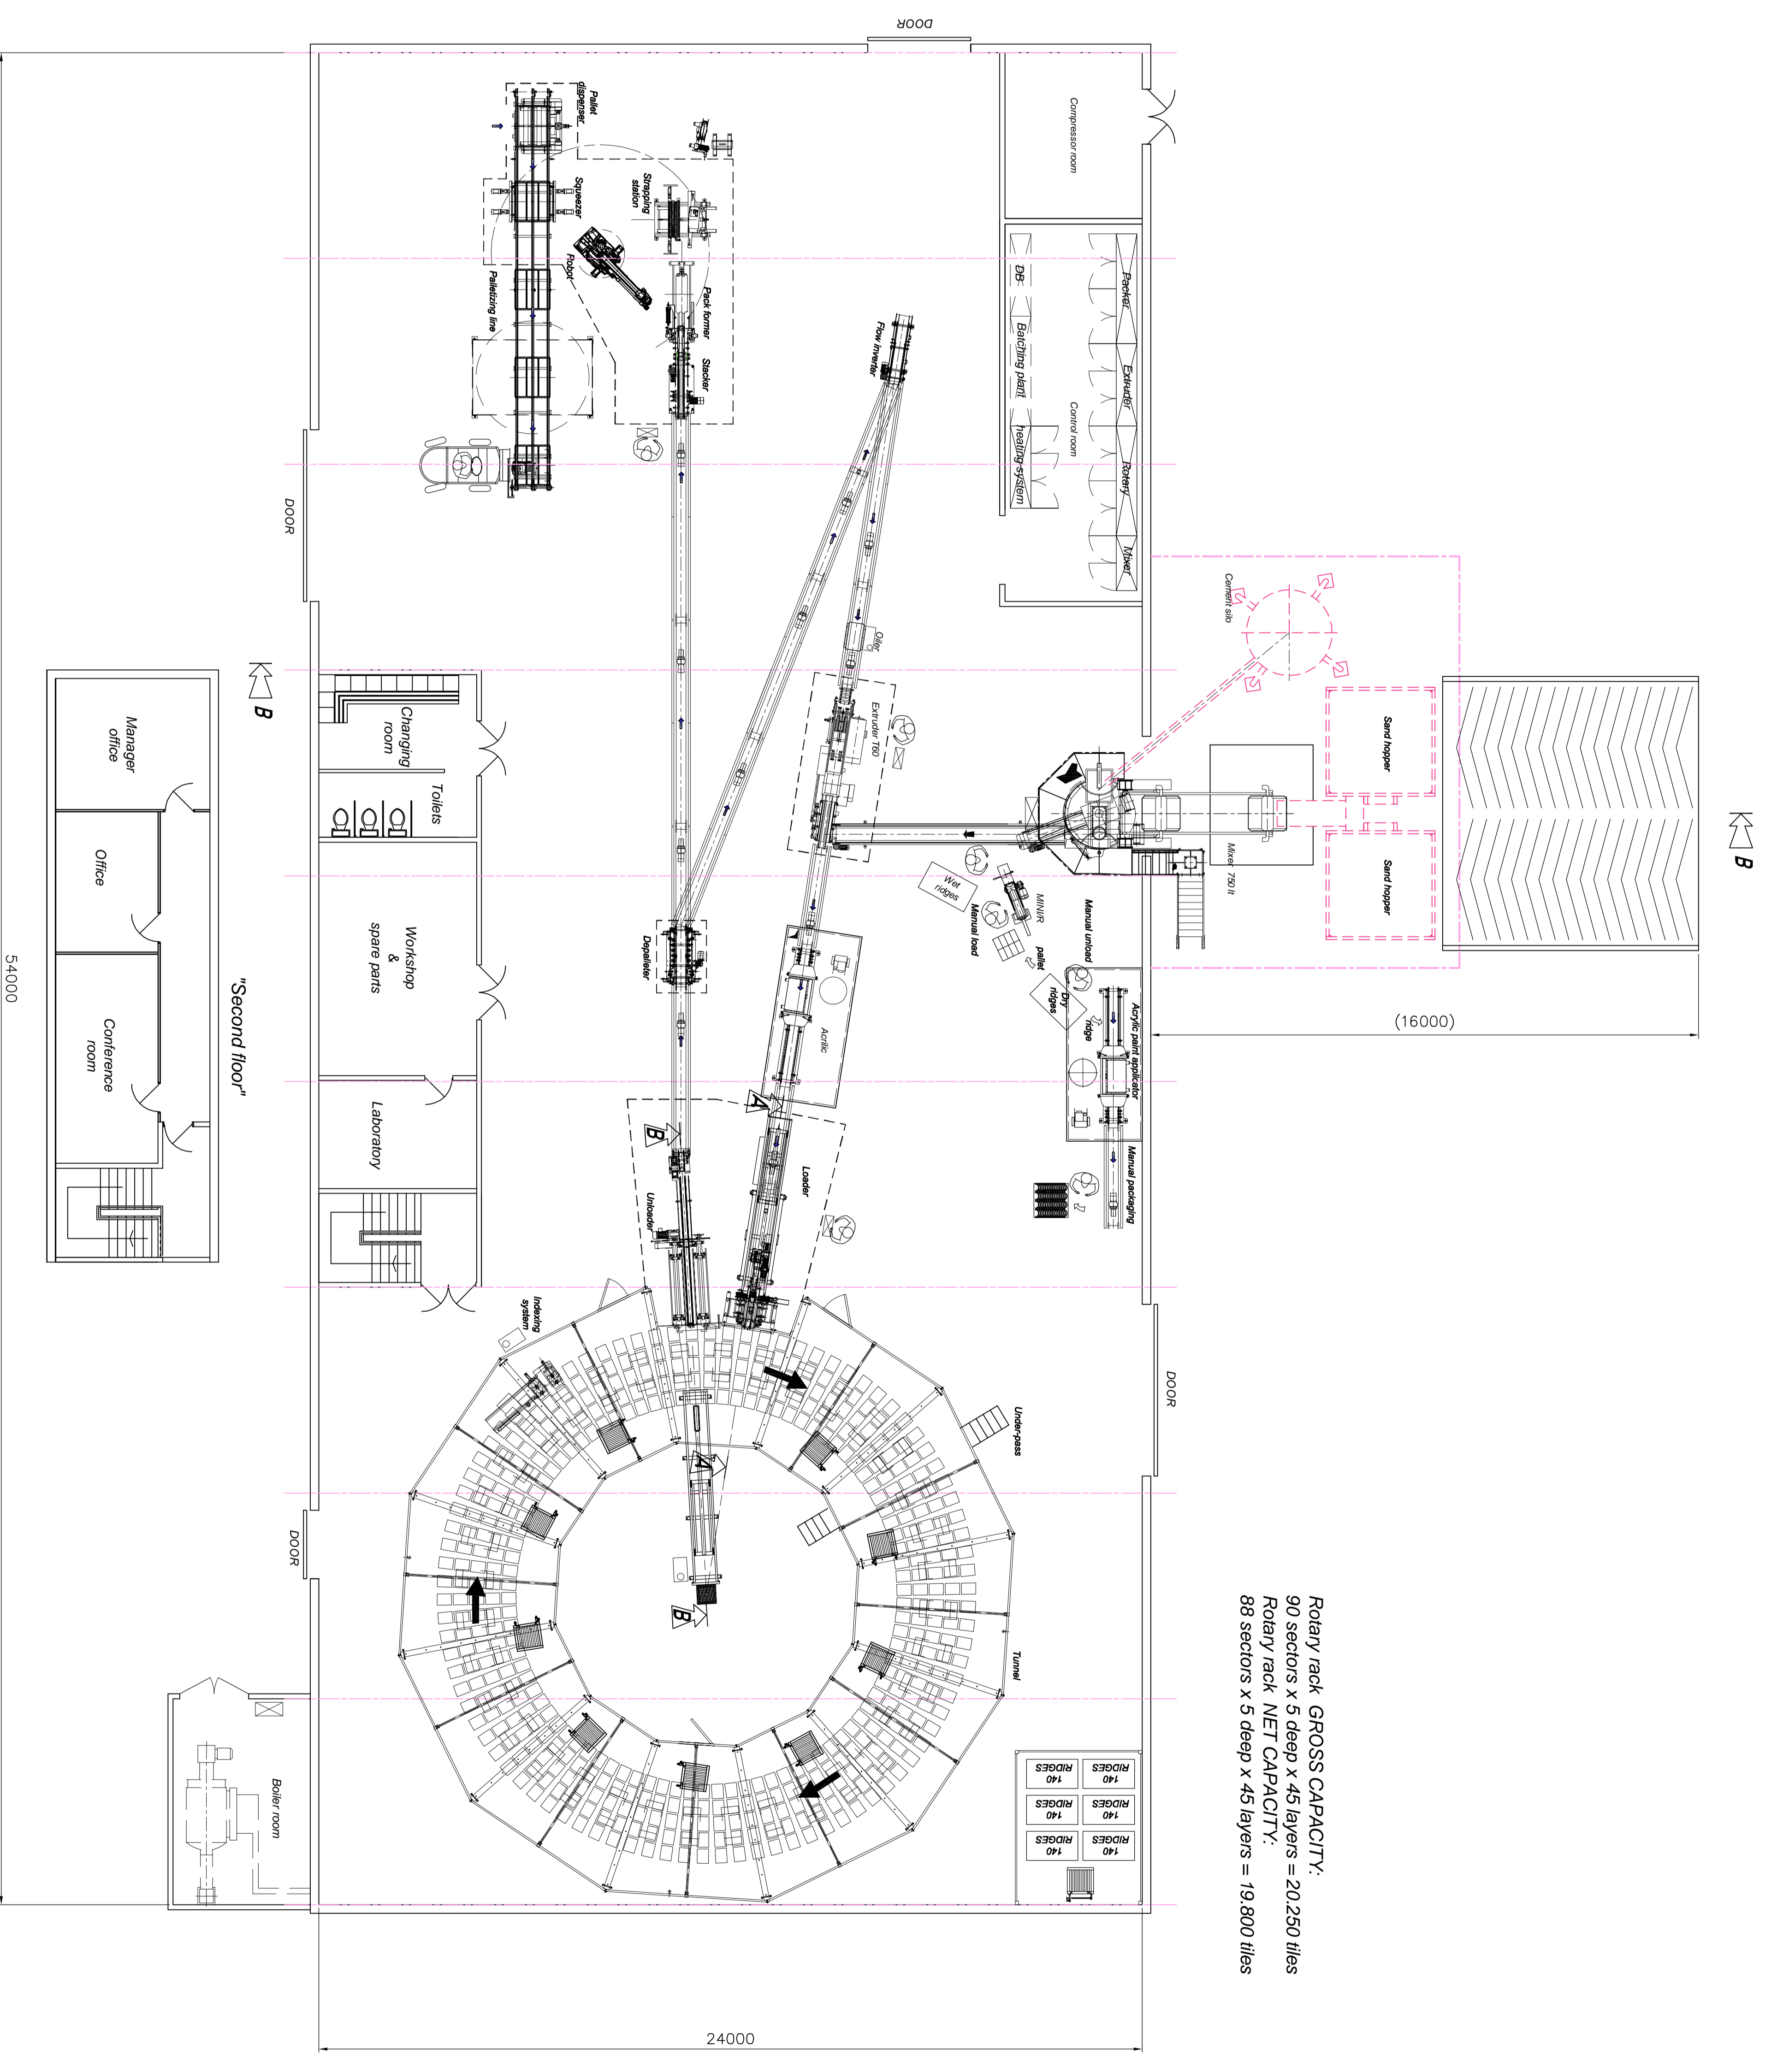 DOOR
Compressor room
Pallet
dispenser
Squeezer
Strapping
station
Robot
Palletizing line
Pack former
Stacker
Flow inverter
DB
Batching plant
heating system
Packer
Extruder
Rotary
Mixer
Control room
DOOR
Cement silo
Sand hopper
Sand hopper
Mixer 750 lt
Oiler
Extruder T60
B
(16000)
B
Changing
room
Toilets
Workshop
&
spare parts
Laboratory
Manager
office
Office
Conference
room
"Second floor"
54000
Depalleter
Wet
ridges
MINI/R
Manual load
pallet
Manual unload
Dry
ridges
ridge
Acrylic paint applicator
Manual packaging
Acrilic
A
B
Loader
Unloader
Indexing
system
DOOR
Under-pass
A
B
Tunnel
DOOR
Boiler room
140
RIDGES
140
RIDGES
140
RIDGES
140
RIDGES
140
RIDGES
140
RIDGES
Rotary rack GROSS CAPACITY:
90 sectors x 5 deep x 45 layers = 20.250 tiles
Rotary rack NET CAPACITY:
88 sectors x 5 deep x 45 layers = 19.800 tiles
24000